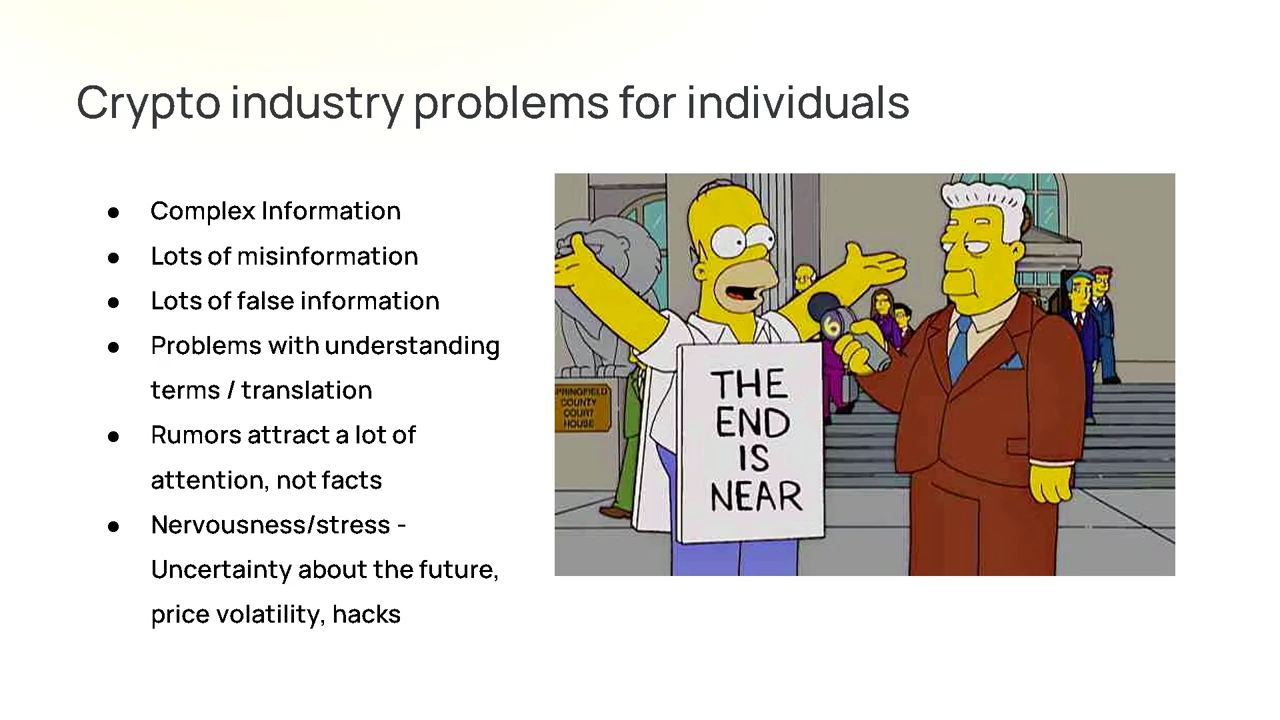 Crypto industry problems for individuals
● Complex Information
● Lots of misinformation
● Lots of false information
● Problems with understanding
terms / translation
● Rumors attract a lot of
attention, not facts
● Nervousness/stress -
Uncertainty about the future,
price volatility, hacks
6
THE
END
IS
NEAR
PRINGFIELD
COUNTY
COURT
HOUSE